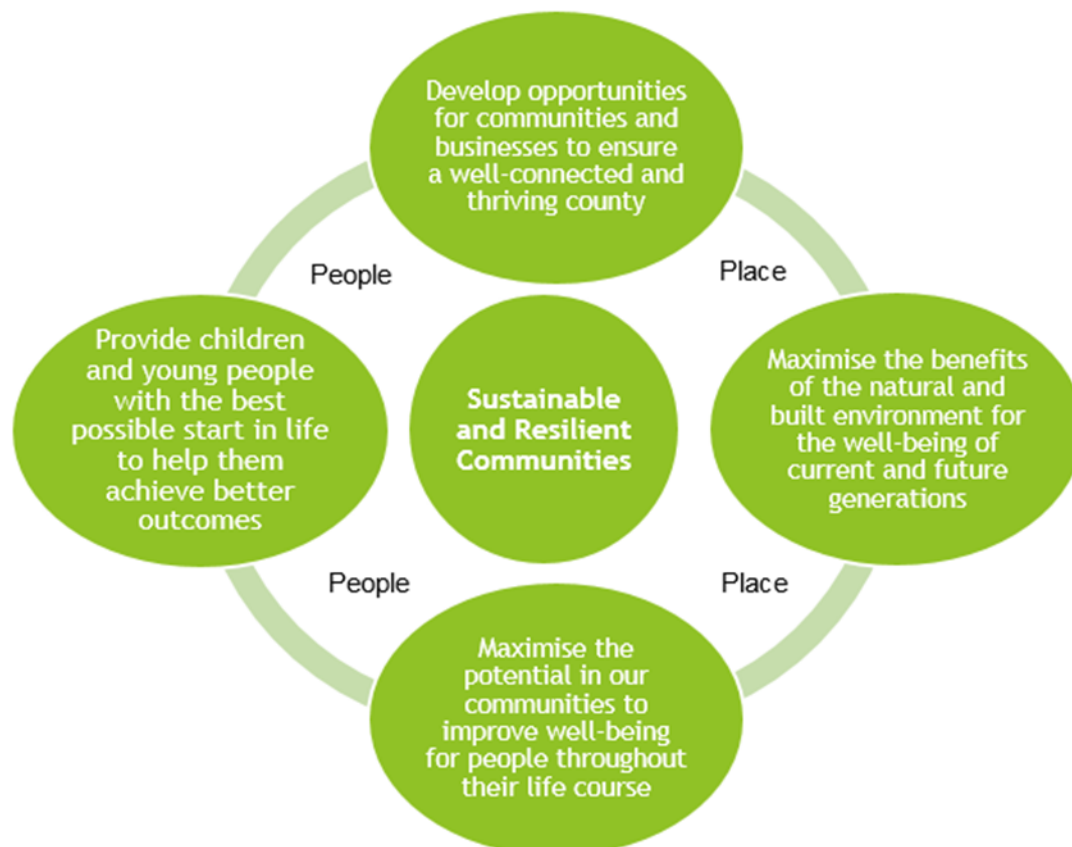 Develop opportunities
for communities and
businesses to ensure
a well-connected and
thriving county
People
Place
Provide children
and young people
with the best
possible start in life
to help them
achieve better
outcomes
Sustainable
and Resilient
Communities
Maximise the benefits
of the natural and
built environment for
the well-being of
current and future
generations
People
Place
Maximise the
potential in our
communities to
improve well-being
for people throughout
their life course